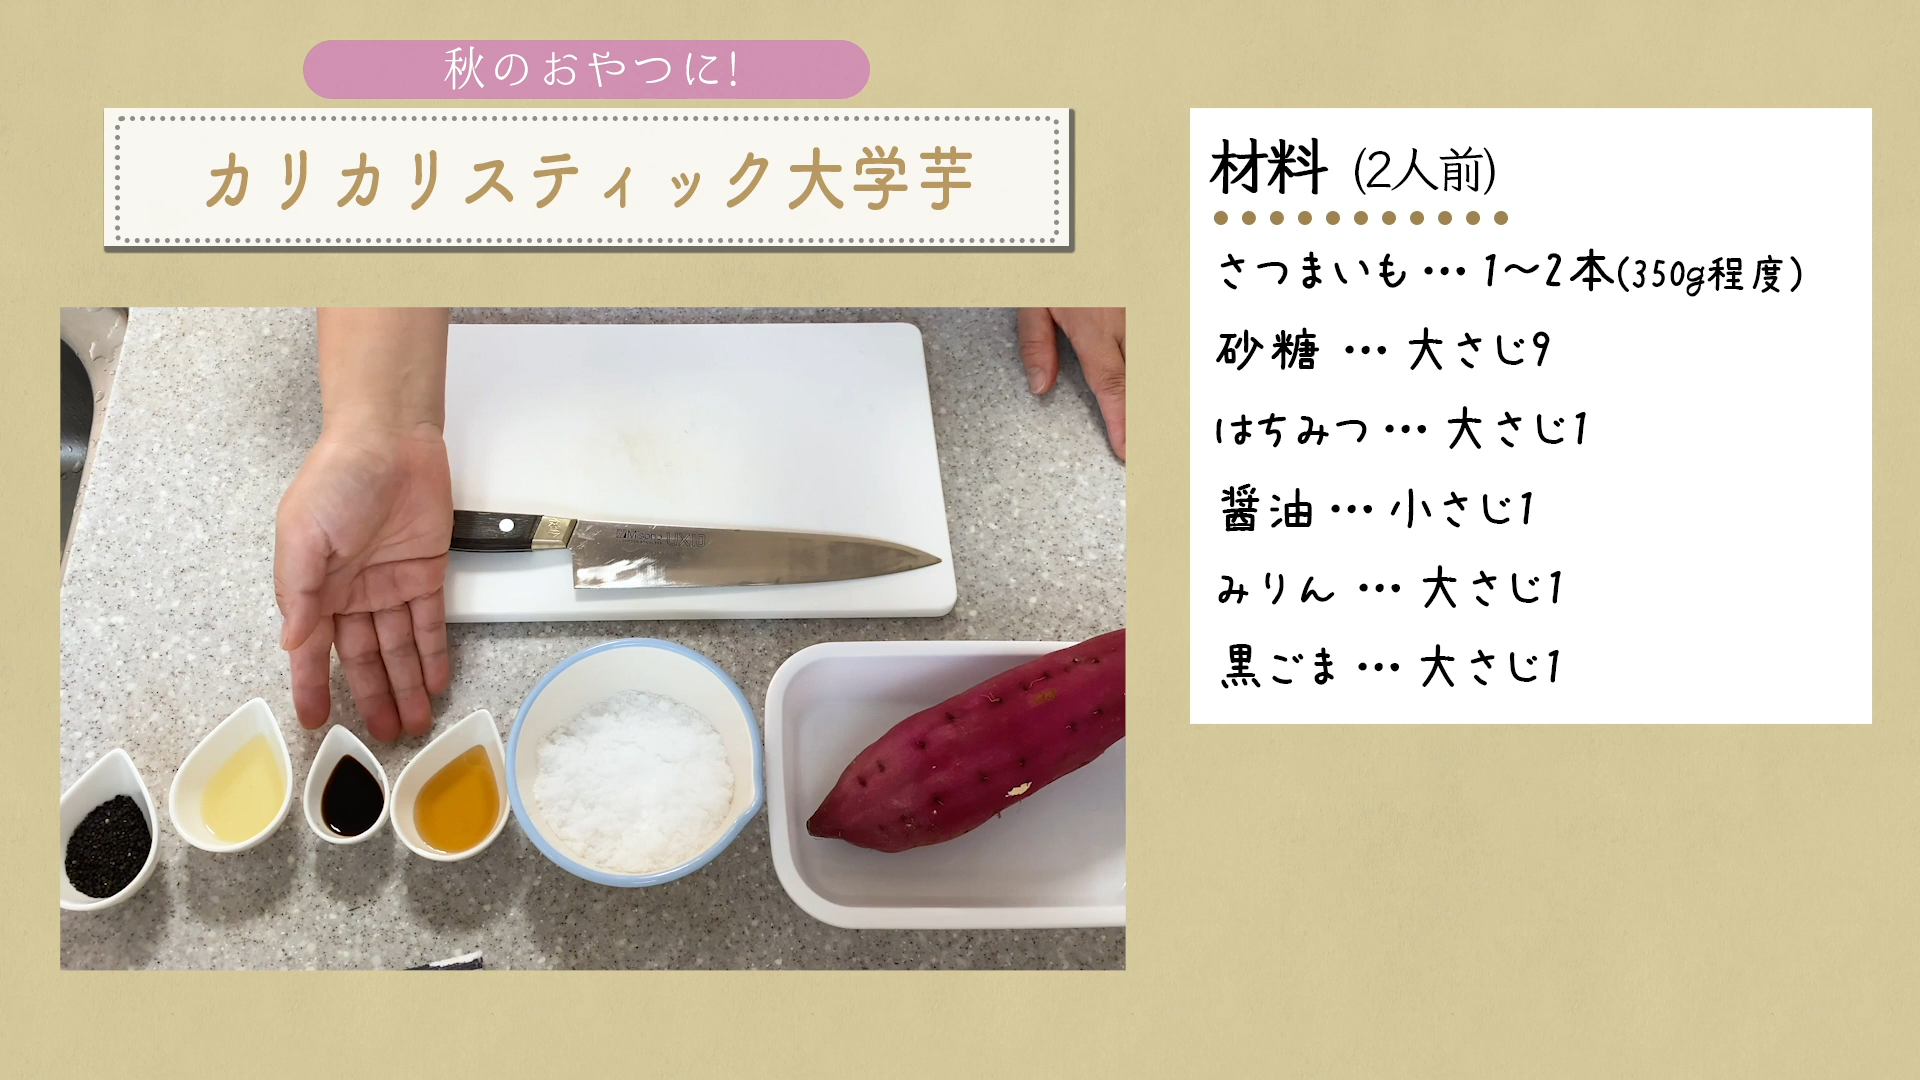 秋のおやつに!
カリカリスティック大学芋
材料 (2人前)
さつまいも … 1〜2本(350g程度)
砂糖 … 大さじ9
はちみつ … 大さじ1
醤油 … 小さじ1
みりん … 大さじ1
黒ごま … 大さじ1
UX10